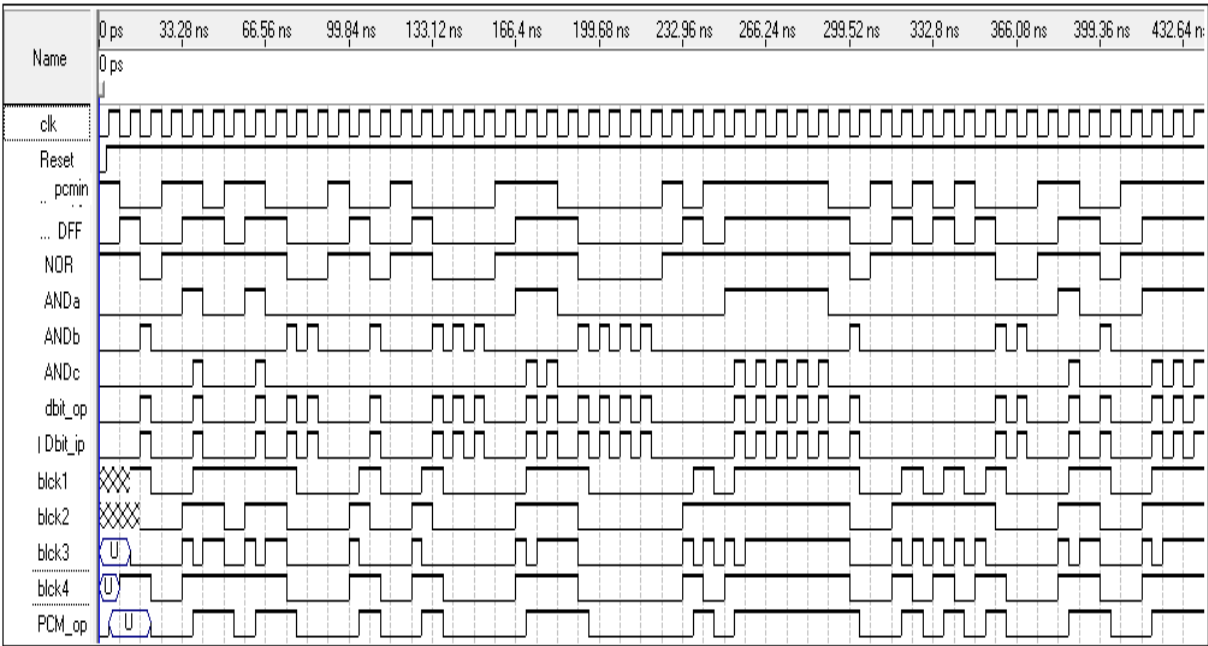 Name
0 ps 33.28 ns 66.56 ns 99.84 ns 133.12 ns 166.4 ns 199.68 ns 232.96 ns 266.24 ns 299.52 ns 332.8 ns 366.08 ns 399.36 ns 432.64 n
0 ps
clk
Reset
.. pcmin
... DFF
NOR
ANDa
ANDb
ANDc
dbit_op
| Dbit_ip
blck1
blck2
blck3 U
blck4 U
PCM_op U